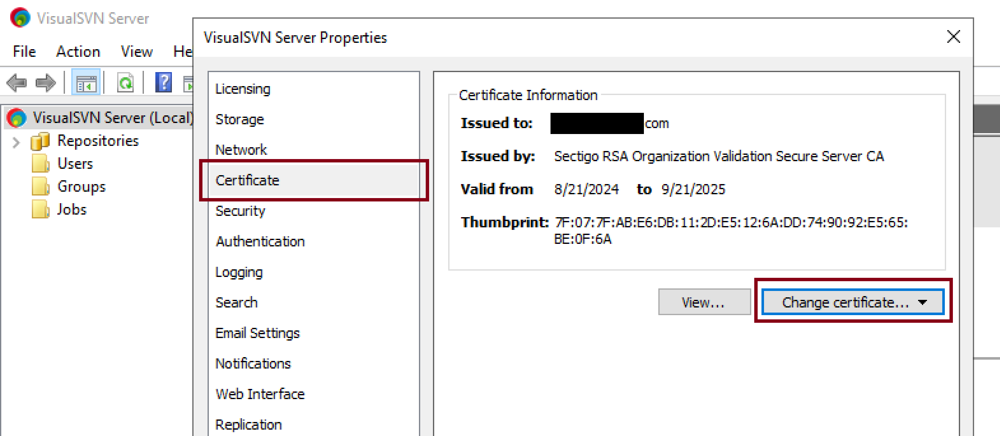 VisualSVN Server
File Action View He
VisualSVN Server (Local)
Repositories
Users
Groups
Jobs
VisualSVN Server Properties
Licensing
Storage
Network
Certificate
Security
Authentication
Logging
Search
Email Settings
Notifications
Web Interface
Replication
Certificate Information
Issued to: com
Issued by: Sectigo RSA Organization Validation Secure Server CA
Valid from 8/21/2024 to 9/21/2025
Thumbprint: 7F:07:7F:AB:E6:DB:11:2D:E5:12:6A:DD:74:90:92:E5:65:
BE:0F:6A
View...
Change certificate...